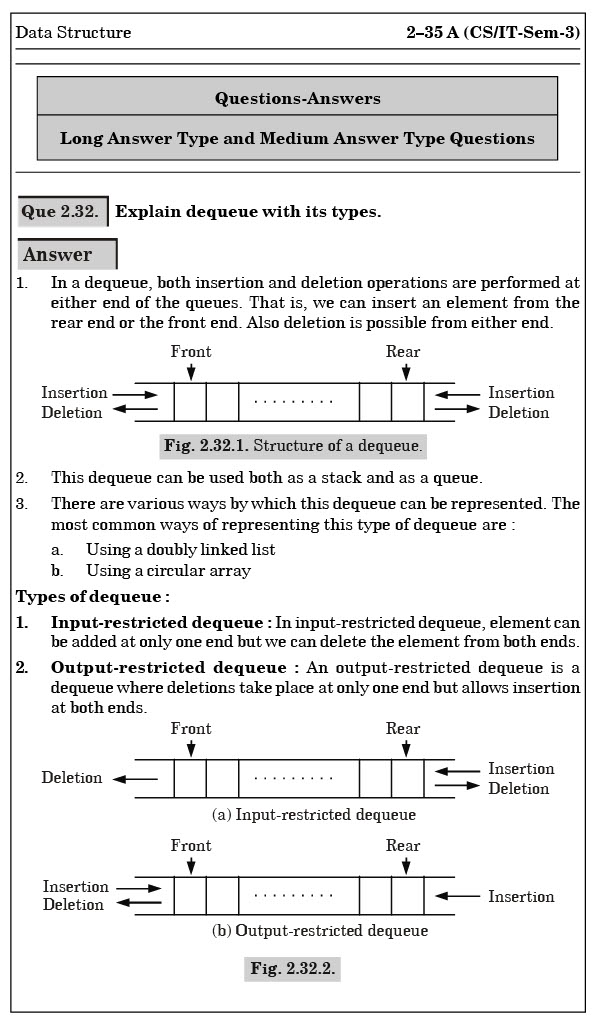 Data Structure 2–35 A (CS/IT-Sem-3)
Questions-Answers
Long Answer Type and Medium Answer Type Questions
Que 2.32. Explain dequeue with its types.
Answer
1. In a dequeue, both insertion and deletion operations are performed at
either end of the queues. That is, we can insert an element from the
rear end or the front end. Also deletion is possible from either end.
Front Rear
Insertion Insertion
Deletion . . . . . . . . . Deletion
Fig. 2.32.1. Structure of a dequeue.
2. This dequeue can be used both as a stack and as a queue.
3. There are various ways by which this dequeue can be represented. The
most common ways of representing this type of dequeue are :
a. Using a doubly linked list
b. Using a circular array
Types of dequeue :
1. Input-restricted dequeue : In input-restricted dequeue, element can
be added at only one end but we can delete the element from both ends.
2. Output-restricted dequeue : An output-restricted dequeue is a
dequeue where deletions take place at only one end but allows insertion
at both ends.
Front Rear
Insertion
Deletion . . . . . . . . . Deletion
(a) Input-restricted dequeue
Front Rear
Insertion
Deletion . . . . . . . . . Insertion
(b) Output-restricted dequeue
Fig. 2.32.2.